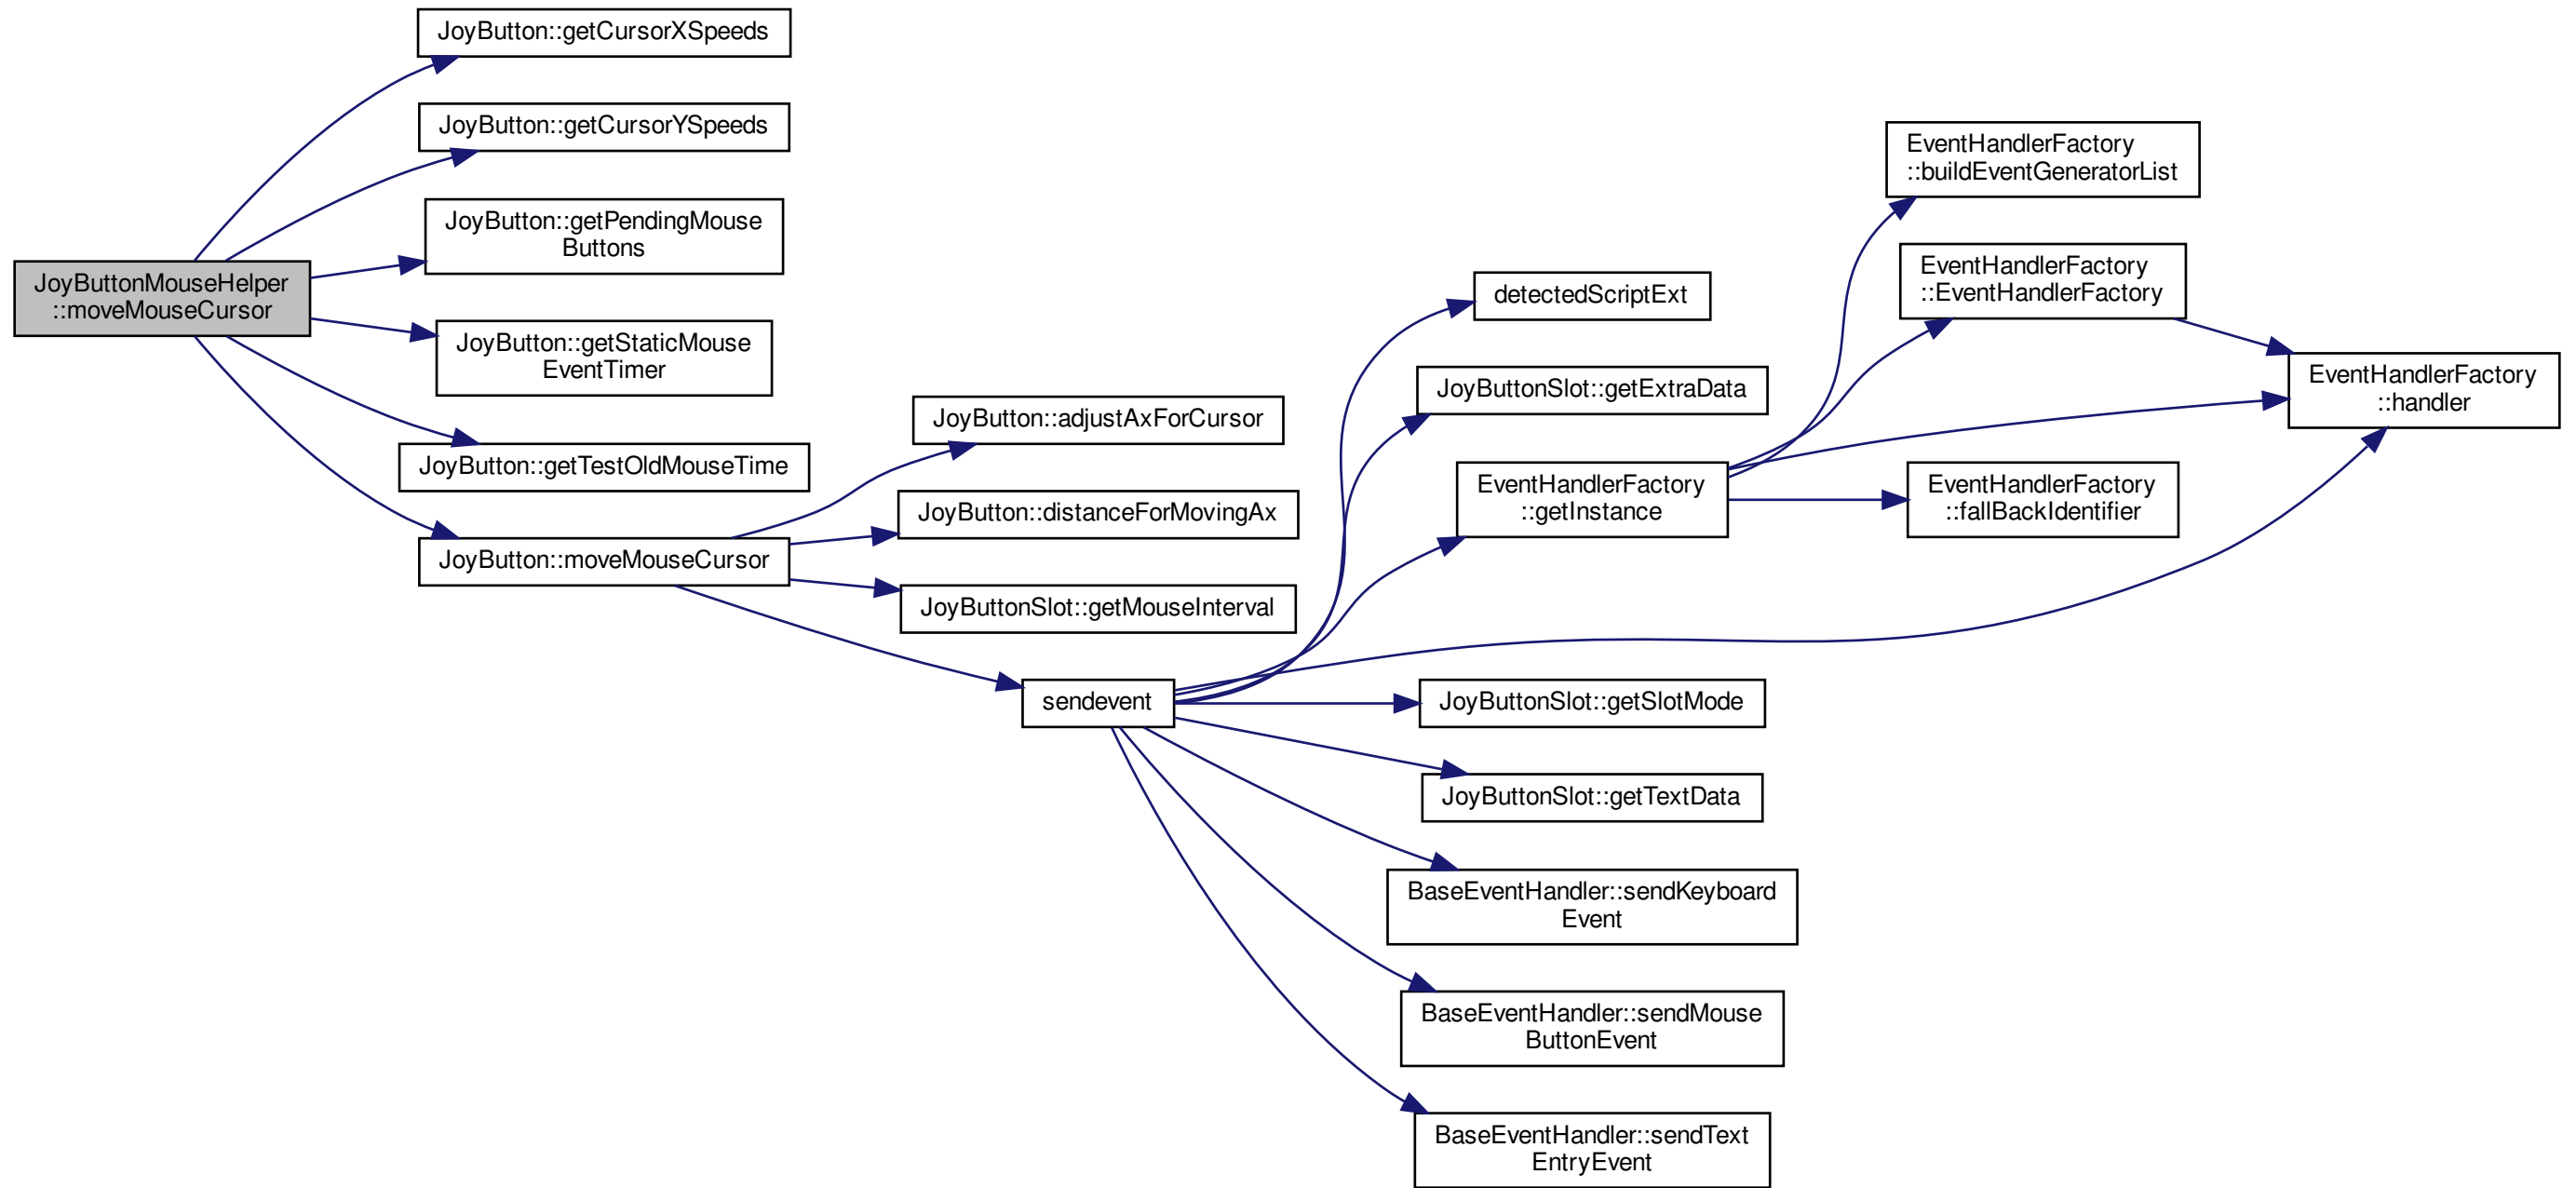 JoyButtonMouseHelper
::moveMouseCursor
JoyButton::getCursorXSpeeds
JoyButton::getCursorYSpeeds
JoyButton::getPendingMouse
Buttons
JoyButton::getStaticMouse
EventTimer
JoyButton::getTestOldMouseTime
JoyButton::moveMouseCursor
JoyButton::adjustAxForCursor
JoyButton::distanceForMovingAx
JoyButtonSlot::getMouseInterval
sendevent
detectedScriptExt
JoyButtonSlot::getExtraData
EventHandlerFactory
::getInstance
JoyButtonSlot::getSlotMode
JoyButtonSlot::getTextData
BaseEventHandler::sendKeyboard
Event
BaseEventHandler::sendMouse
ButtonEvent
BaseEventHandler::sendText
EntryEvent
EventHandlerFactory
::buildEventGeneratorList
EventHandlerFactory
::EventHandlerFactory
EventHandlerFactory
::fallBackIdentifier
EventHandlerFactory
::handler